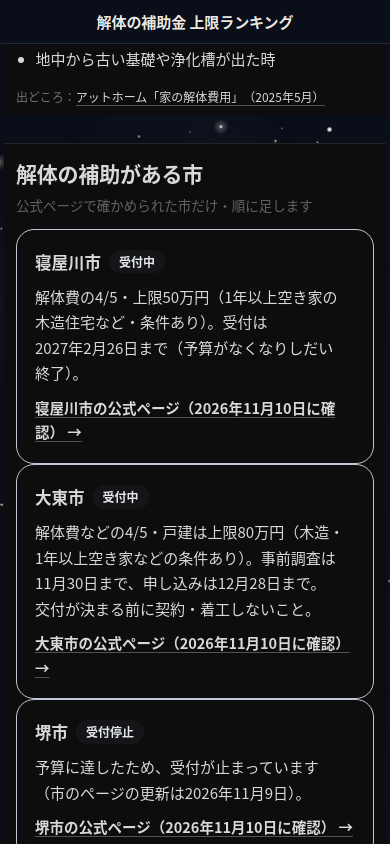 解体の補助金 上限ランキング
地中から古い基礎や浄化槽が出た時
出どころ：アットホーム「家の解体費用」（2025年5月）
解体の補助がある市
公式ページで確かめられた市だけ・順に足します
寝屋川市 受付中
解体費の4/5・上限50万円（1年以上空き家の
木造住宅など・条件あり）。受付は
2027年2月26日まで（予算がなくなりしだい
終了）。
寝屋川市の公式ページ（2026年11月10日に確
認） →
大東市 受付中
解体費などの4/5・戸建は上限80万円（木造・
1年以上空き家などの条件あり）。事前調査は
11月30日まで、申し込みは12月28日まで。
交付が決まる前に契約・着工しないこと。
大東市の公式ページ（2026年11月10日に確認）
→
堺市 受付停止
予算に達したため、受付が止まっています
（市のページの更新は2026年11月9日）。
堺市の公式ページ（2026年11月10日に確認） →